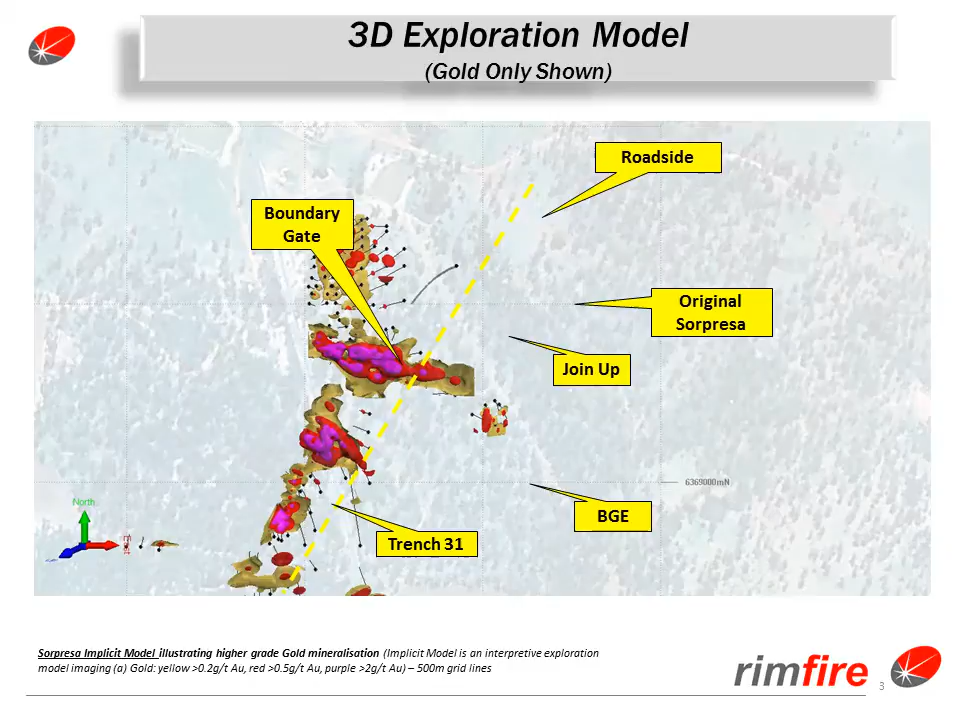 3D Exploration Model
(Gold Only Shown)
Roadside
Boundary
Gate
Original
Sorpresa
Join Up
6369000mN
BGE
North
Trench 31
Sorpresa Implicit Model illustrating higher grade Gold mineralisation (Implicit Model is an interpretive exploration
model imaging (a) Gold: yellow >0.2g/t Au, red >0.5g/t Au, purple >2g/t Au) – 500m grid lines
rimfire
3